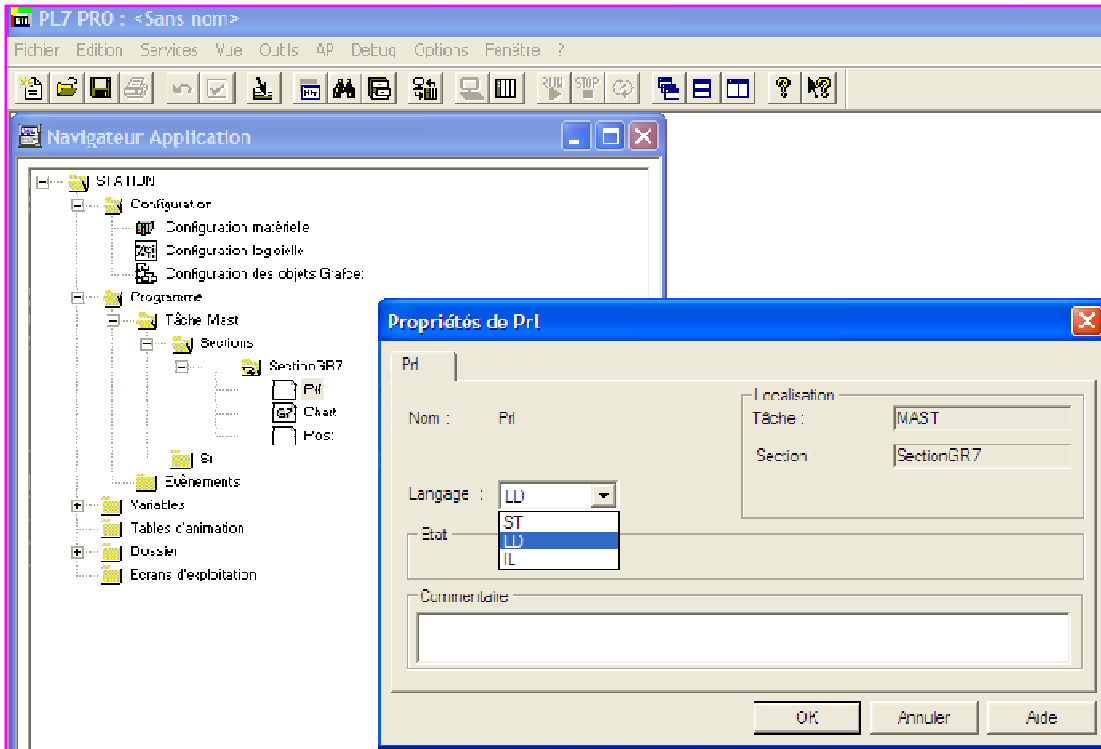 PL7 PRO : <Sans nom>
Fichier Edition Services Vue Outils AP Debug Options Fenêtre ?
RUN STOP
Navigateur Application
STATION
Configuration
Configuration matérielle
Configuration logicielle
Configuration des objets Grafcet
Programme
Tâche Mast
Sections
SectionGR7
Prl
Chart
Post
Sr
Evènements
Variables
Tables d'animation
Dossier
Ecrans d'exploitation
Propriétés de Prl
Prl
Nom : Prl
Localisation
Tâche : MAST
Section : SectionGR7
Langage : LD
ST
LD
IL
Etat
Commentaire
OK Annuler Aide